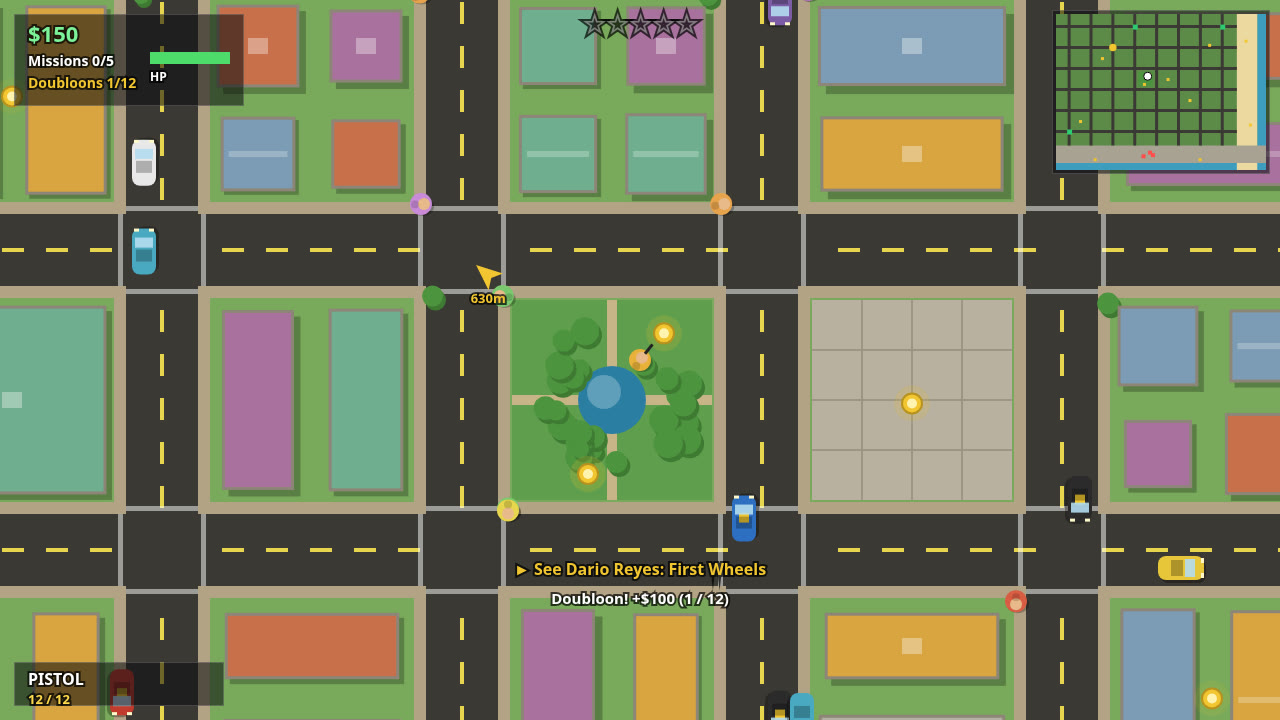 $150
Missions 0/5
HP
Doubloons 1/12
630m
► See Dario Reyes: First Wheels
Doubloon! +$100 (1 / 12)
PISTOL
12 / 12